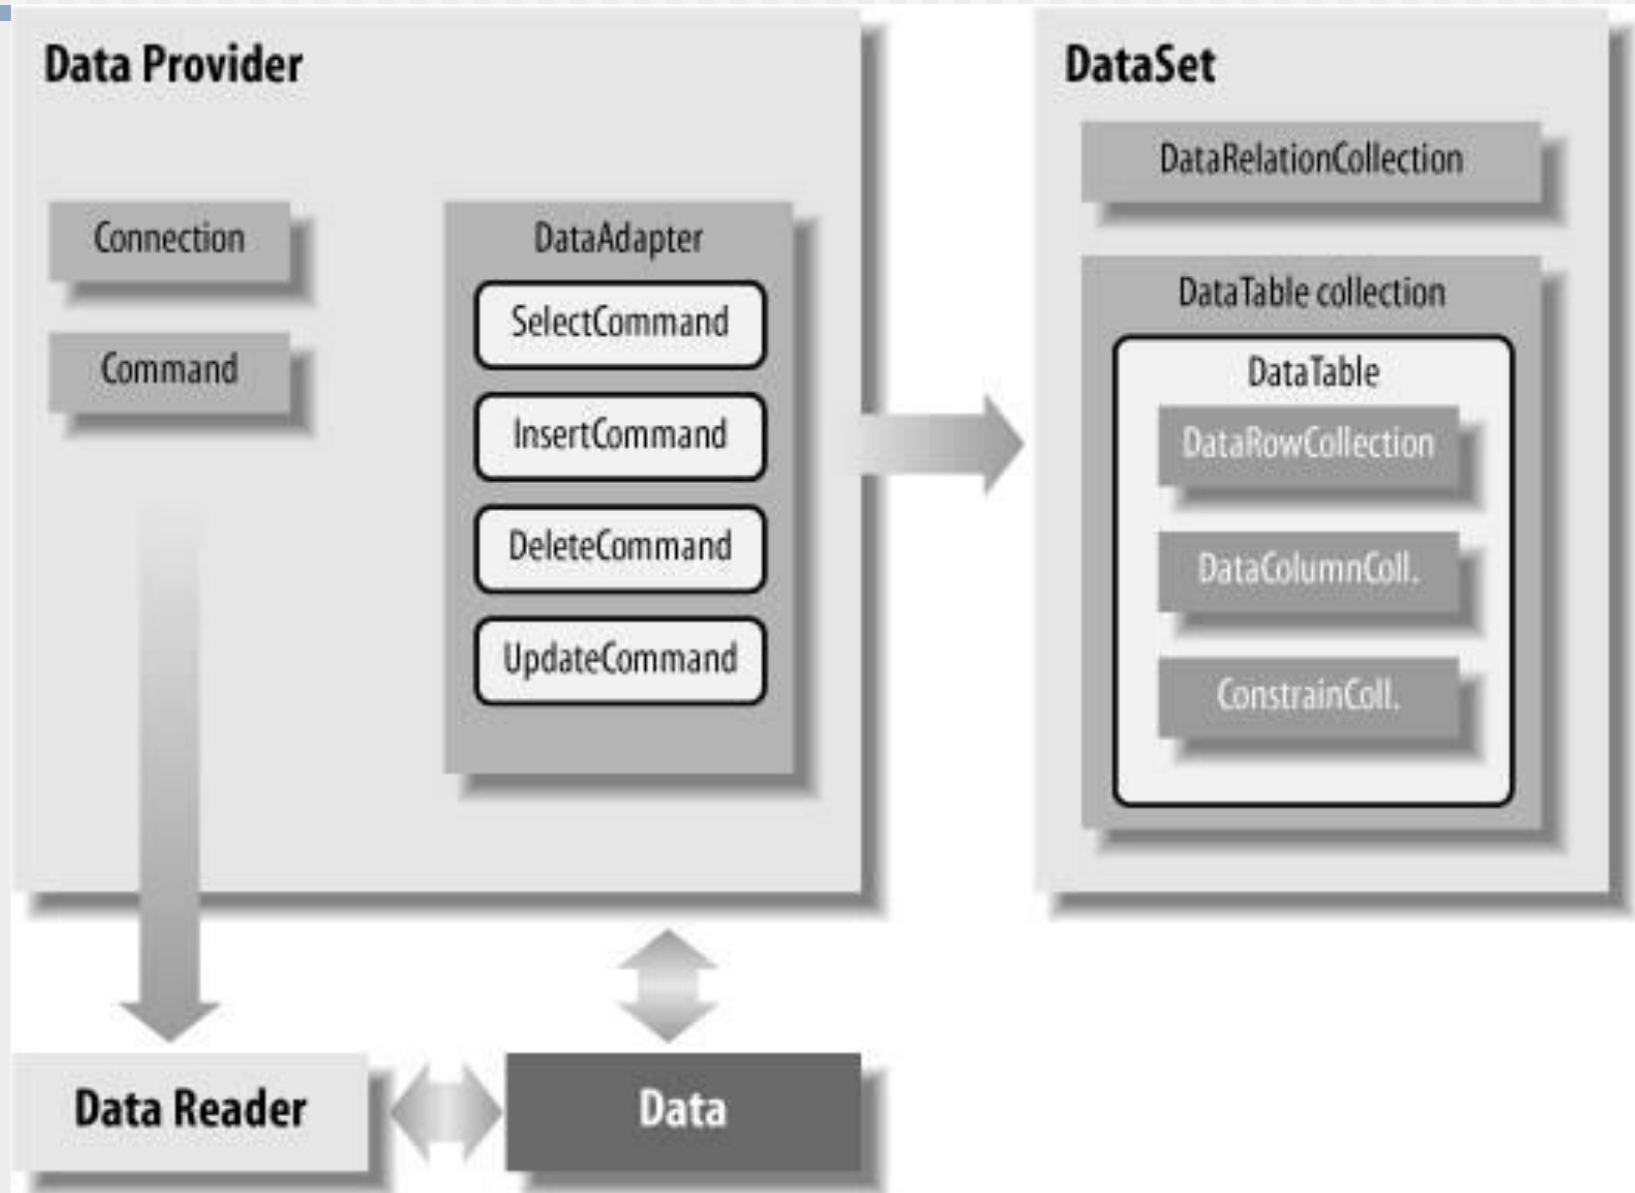 Data Provider
Connection
Command
DataAdapter
SelectCommand
InsertCommand
DeleteCommand
UpdateCommand
DataSet
DataRelationCollection
DataTable collection
DataTable
DataRowCollection
DataColumnColl.
ConstrainColl.
Data Reader
Data